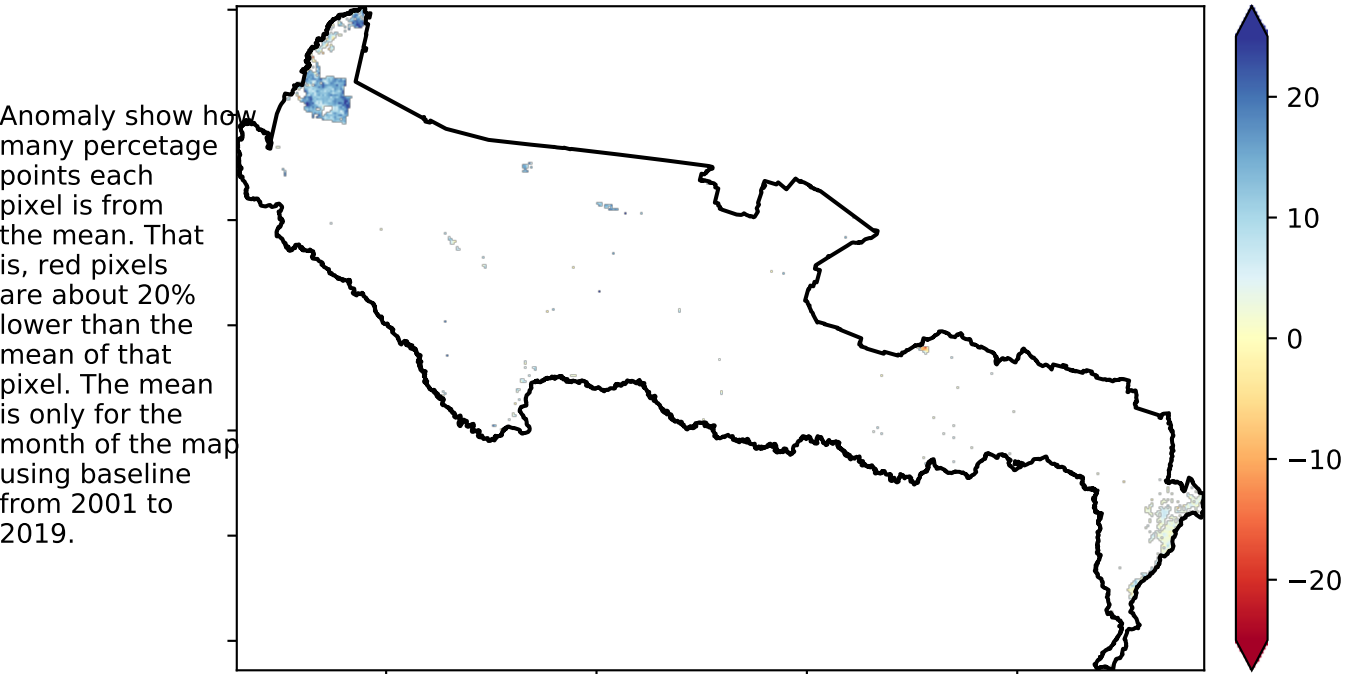 Anomaly show how
many percetage
points each
pixel is from
the mean. That
is, red pixels
are about 20%
lower than the
mean of that
pixel. The mean
is only for the
month of the map
using baseline
from 2001 to
2019.
20
10
0
−10
−20